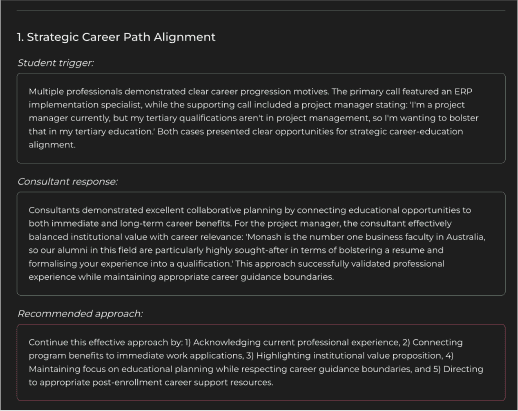 1. Strategic Career Path Alignment
Student trigger:
Multiple professionals demonstrated clear career progression motives. The primary call featured an ERP
implementation specialist, while the supporting call included a project manager stating: 'I'm a project
manager currently, but my tertiary qualifications aren't in project management, so I'm wanting to bolster
that in my tertiary education.' Both cases presented clear opportunities for strategic career-education
alignment.
Consultant response:
Consultants demonstrated excellent collaborative planning by connecting educational opportunities to
both immediate and long-term career benefits. For the project manager, the consultant effectively
balanced institutional value with career relevance: 'Monash is the number one business faculty in Australia,
so our alumni in this field are particularly highly sought-after in terms of bolstering a resume and
formalising your experience into a qualification.' This approach successfully validated professional
experience while maintaining appropriate career guidance boundaries.
Recommended approach:
Continue this effective approach by: 1) Acknowledging current professional experience, 2) Connecting
program benefits to immediate work applications, 3) Highlighting institutional value proposition, 4)
Maintaining focus on educational planning while respecting career guidance boundaries, and 5) Directing
to appropriate post-enrollment career support resources.